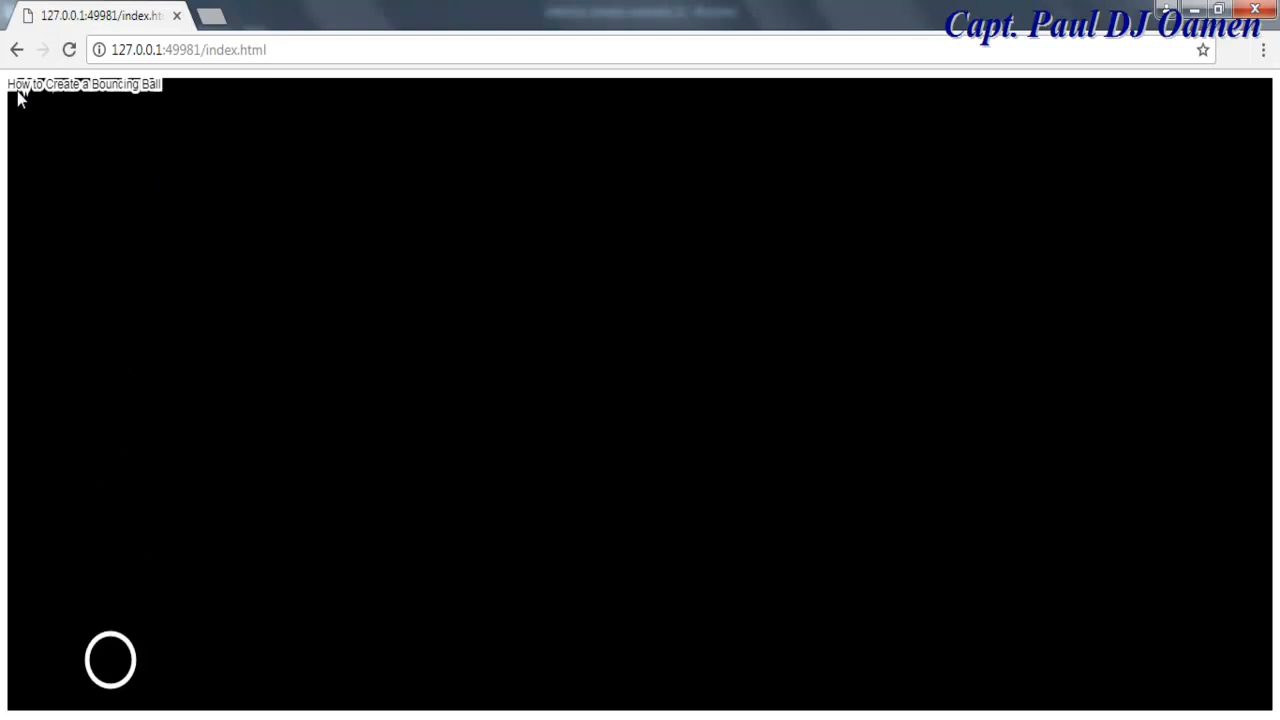 127.0.0.1:49981/index.ht
Capt. Paul DJ Oamen
127.0.0.1:49981/index.html
How to Create a Bouncing Ball